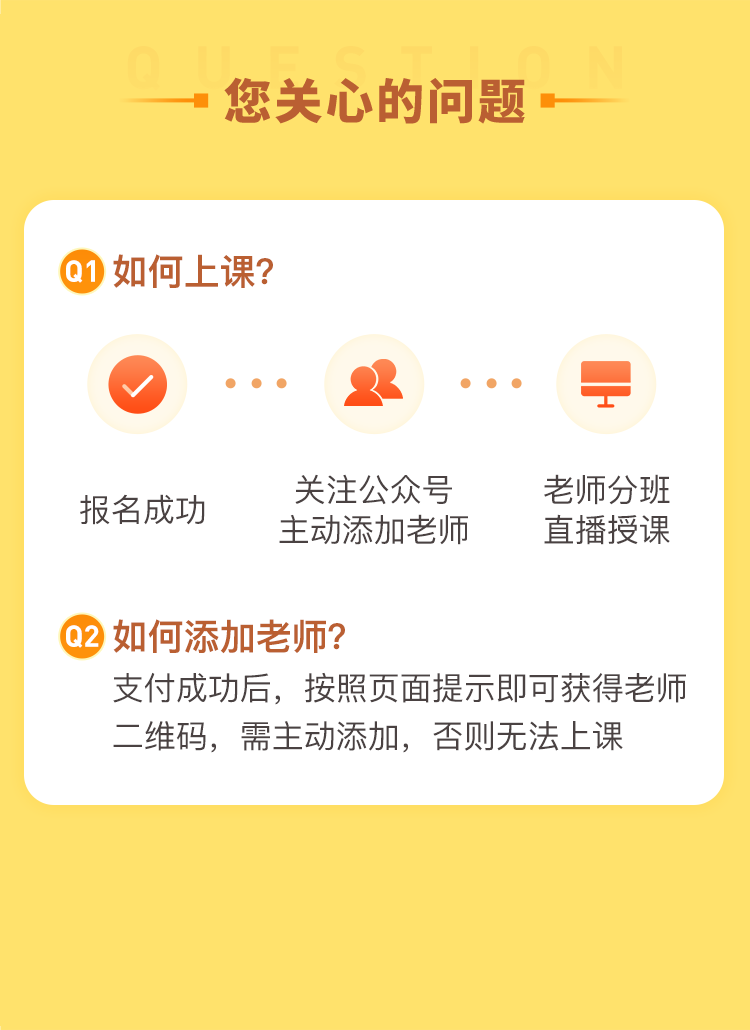 QUESTION
您关心的问题
Q1 如何上课?
报名成功
关注公众号
主动添加老师
老师分班
直播授课
Q2 如何添加老师?
支付成功后，按照页面提示即可获得老师
二维码，需主动添加，否则无法上课